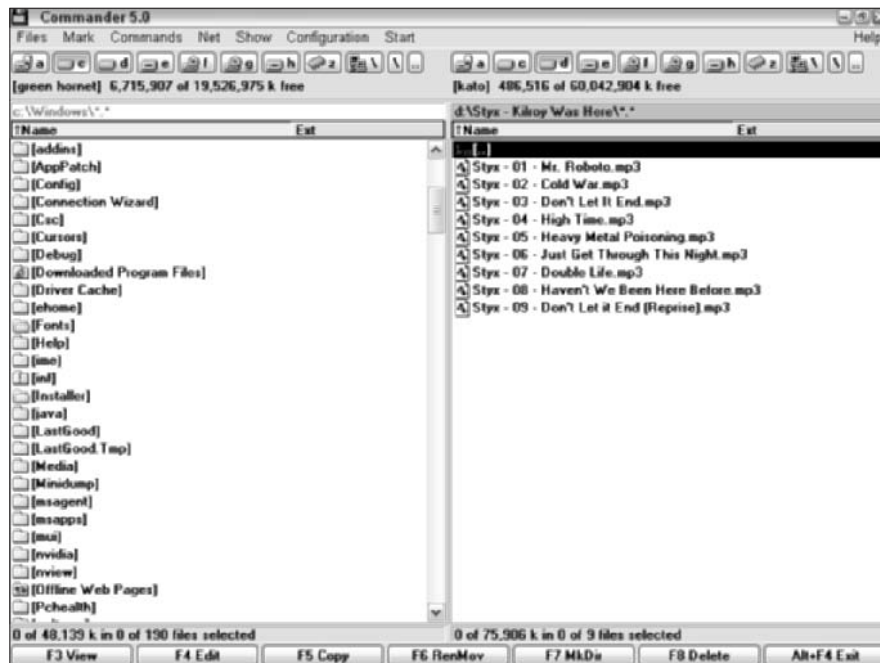 Commander 5.0
Files Mark Commands Net Show Configuration Start Help
a c d e f g h z \ \ ..
a c d e f g h z \ \ ..
[green hornet] 6,715,907 of 19,526,975 k free
[kato] 486,516 of 60,042,904 k free
c:\Windows\*.*
↑Name Ext
[addins]
[AppPatch]
[Config]
[Connection Wizard]
[Csc]
[Cursors]
[Debug]
[Downloaded Program Files]
[Driver Cache]
[ehome]
[Fonts]
[Help]
[ime]
[inf]
[Installer]
[java]
[LastGood]
[LastGood.Tmp]
[Media]
[Minidump]
[msagent]
[msapps]
[mui]
[nvidia]
[nview]
[Offline Web Pages]
[Pchealth]
0 of 48,139 k in 0 of 190 files selected
d:\Styx - Kilroy Was Here\*.*
↑Name Ext
[..]
Styx - 01 - Mr. Roboto.mp3
Styx - 02 - Cold War.mp3
Styx - 03 - Don't Let It End.mp3
Styx - 04 - High Time.mp3
Styx - 05 - Heavy Metal Poisoning.mp3
Styx - 06 - Just Get Through This Night.mp3
Styx - 07 - Double Life.mp3
Styx - 08 - Haven't We Been Here Before.mp3
Styx - 09 - Don't Let it End (Reprise).mp3
0 of 75,906 k in 0 of 9 files selected
F3 View F4 Edit F5 Copy F6 RenMov F7 MkDir F8 Delete Alt+F4 Exit